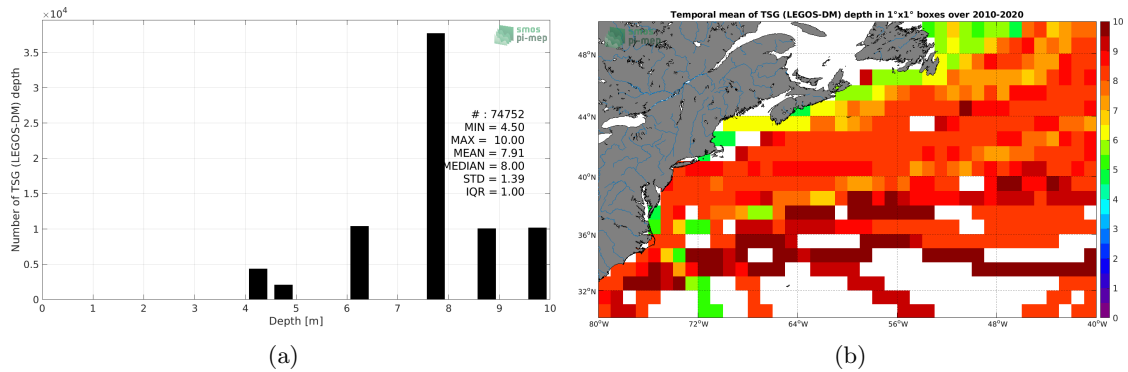 ×10⁴
smos
pi-mep
3.5
3
2.5
2
1.5
1
0.5
0
Number of TSG (LEGOS-DM) depth
# : 74752
MIN = 4.50
MAX = 10.00
MEAN = 7.91
MEDIAN = 8.00
STD = 1.39
IQR = 1.00
0 1 2 3 4 5 6 7 8 9 10
Depth [m]
(a)
Temporal mean of TSG (LEGOS-DM) depth in 1°x1° boxes over 2010-2020
smos
pi-mep
48°N
44°N
40°N
36°N
32°N
80°W 72°W 64°W 56°W 48°W 40°W
10
9
8
7
6
5
4
3
2
1
0
(b)